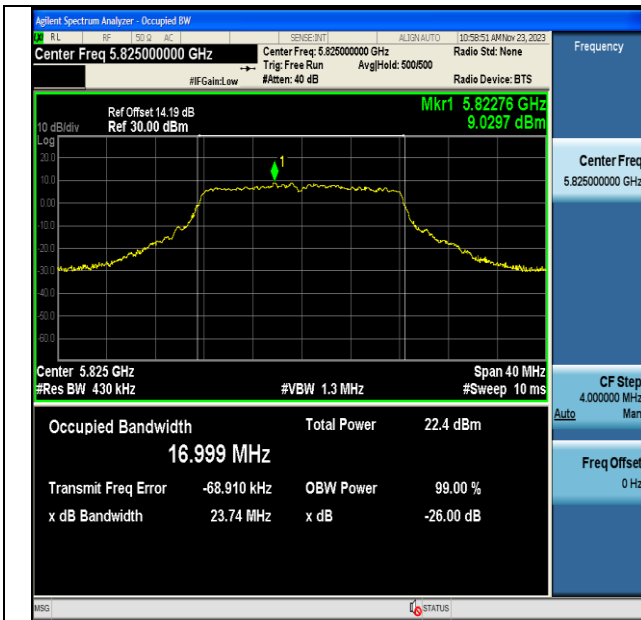 Agilent Spectrum Analyzer - Occupied BW
RL RF 50 Ω AC SENSE:INT ALIGN AUTO 10:58:51 AM Nov 23, 2023
Center Freq 5.825000000 GHz
Center Freq: 5.825000000 GHz Radio Std: None
Trig: Free Run Avg|Hold: 500/500
#IFGain:Low #Atten: 40 dB Radio Device: BTS
Ref Offset 14.19 dB
10 dB/div Ref 30.00 dBm
Mkr1 5.82276 GHz
9.0297 dBm
Log
20.0
10.0
0.00
-10.0
-20.0
-30.0
-40.0
-50.0
-60.0
1
Center 5.825 GHz Span 40 MHz
#Res BW 430 kHz #VBW 1.3 MHz #Sweep 10 ms
Occupied Bandwidth Total Power 22.4 dBm
16.999 MHz
Transmit Freq Error -68.910 kHz OBW Power 99.00 %
x dB Bandwidth 23.74 MHz x dB -26.00 dB
MSG STATUS
Frequency
Center Freq
5.825000000 GHz
CF Step
4.000000 MHz
Auto Man
Freq Offset
0 Hz